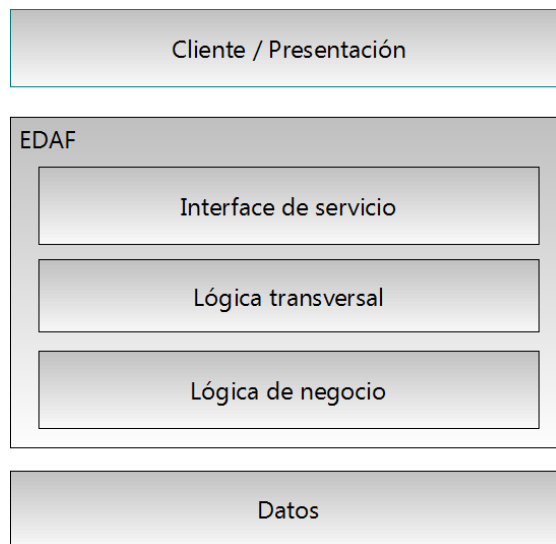 Cliente / Presentación
EDAF
Interface de servicio
Lógica transversal
Lógica de negocio
Datos